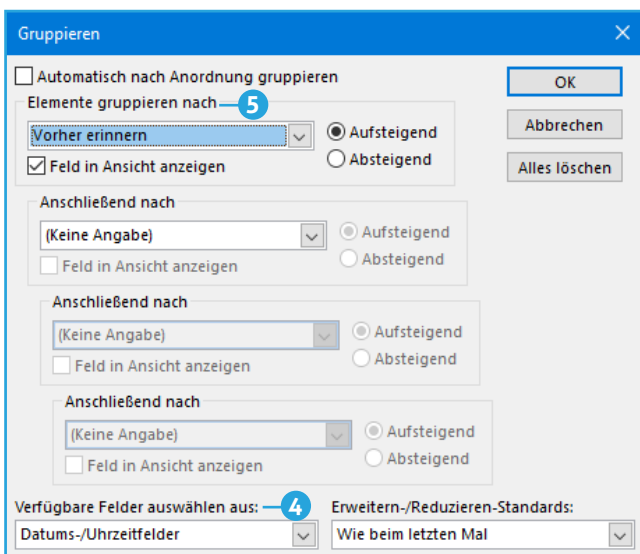 Gruppieren
Automatisch nach Anordnung gruppieren
OK
Elemente gruppieren nach 5
Vorher erinnern
Aufsteigend
Abbrechen
Feld in Ansicht anzeigen
Absteigend
Alles löschen
Anschließend nach
(Keine Angabe)
Aufsteigend
Feld in Ansicht anzeigen
Absteigend
Anschließend nach
(Keine Angabe)
Aufsteigend
Feld in Ansicht anzeigen
Absteigend
Anschließend nach
(Keine Angabe)
Aufsteigend
Feld in Ansicht anzeigen
Absteigend
Verfügbare Felder auswählen aus: 4
Erweitern-/Reduzieren-Standards:
Datums-/Uhrzeitfelder
Wie beim letzten Mal